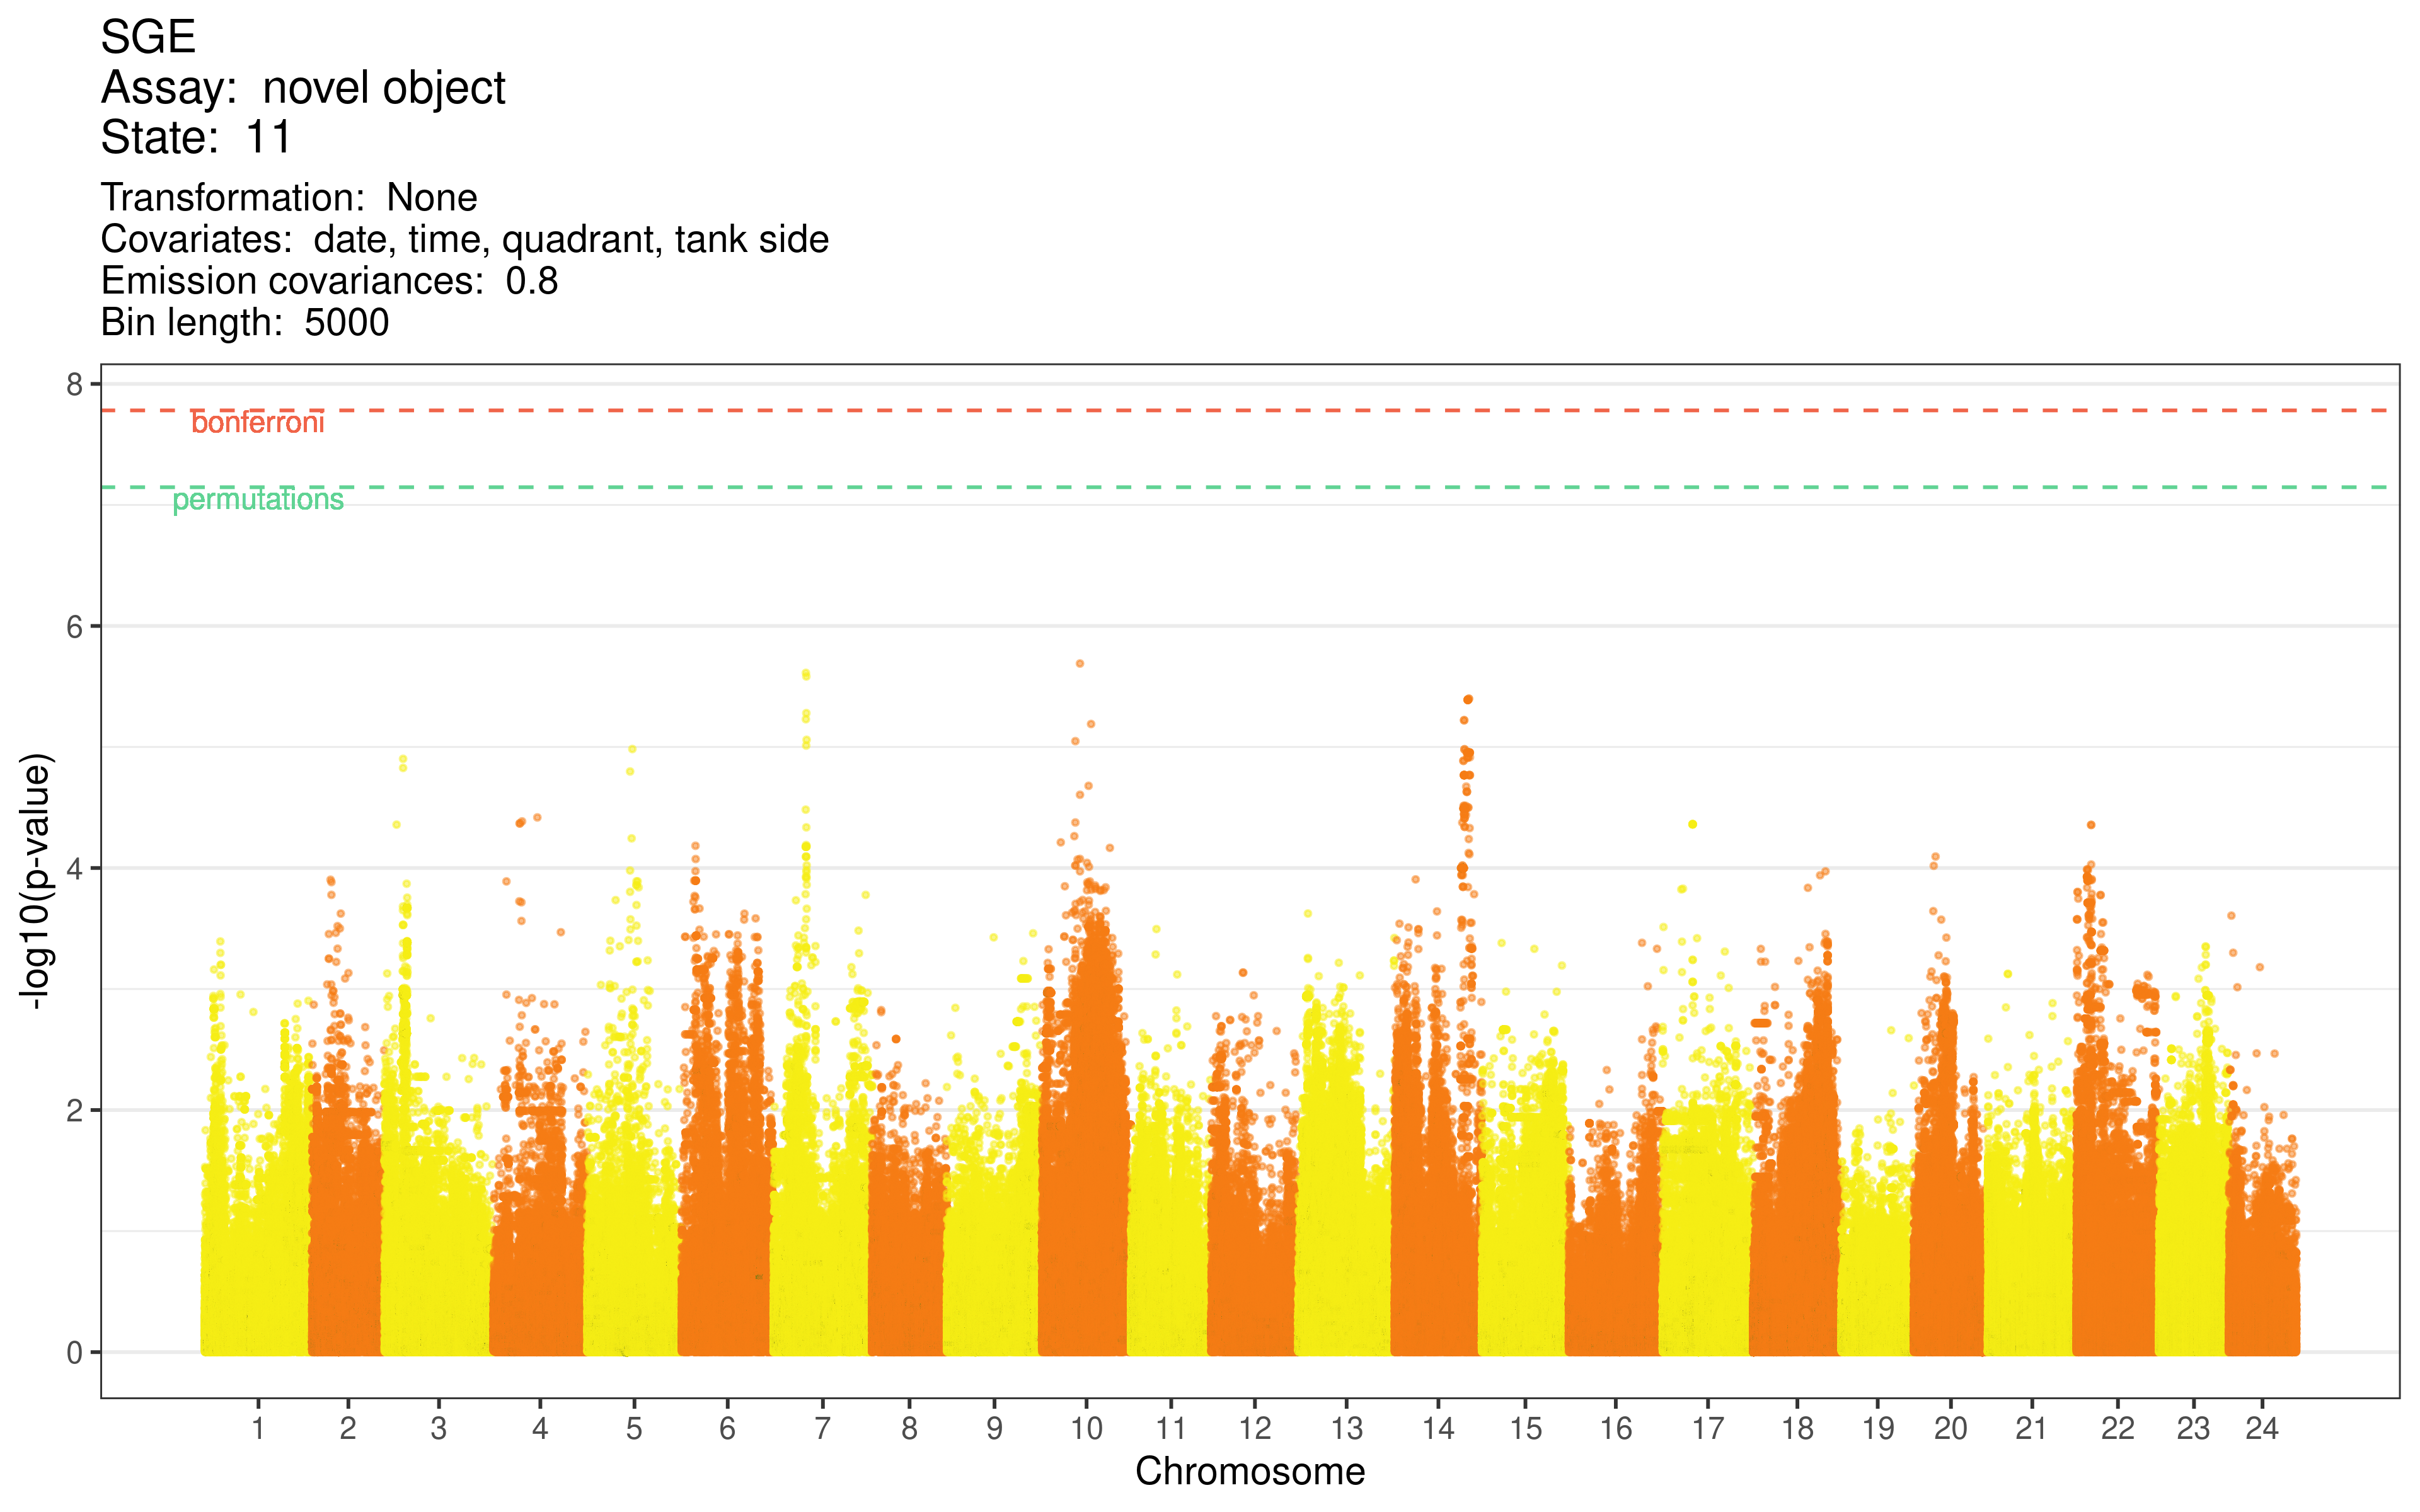 SGE
Assay: novel object
State: 11
Transformation: None
Covariates: date, time, quadrant, tank side
Emission covariances: 0.8
Bin length: 5000
8
bonferroni
permutations
6
4
2
0
-log10(p-value)
1 2 3 4 5 6 7 8 9 10 11 12 13 14 15 16 17 18 19 20 21 22 23 24
Chromosome